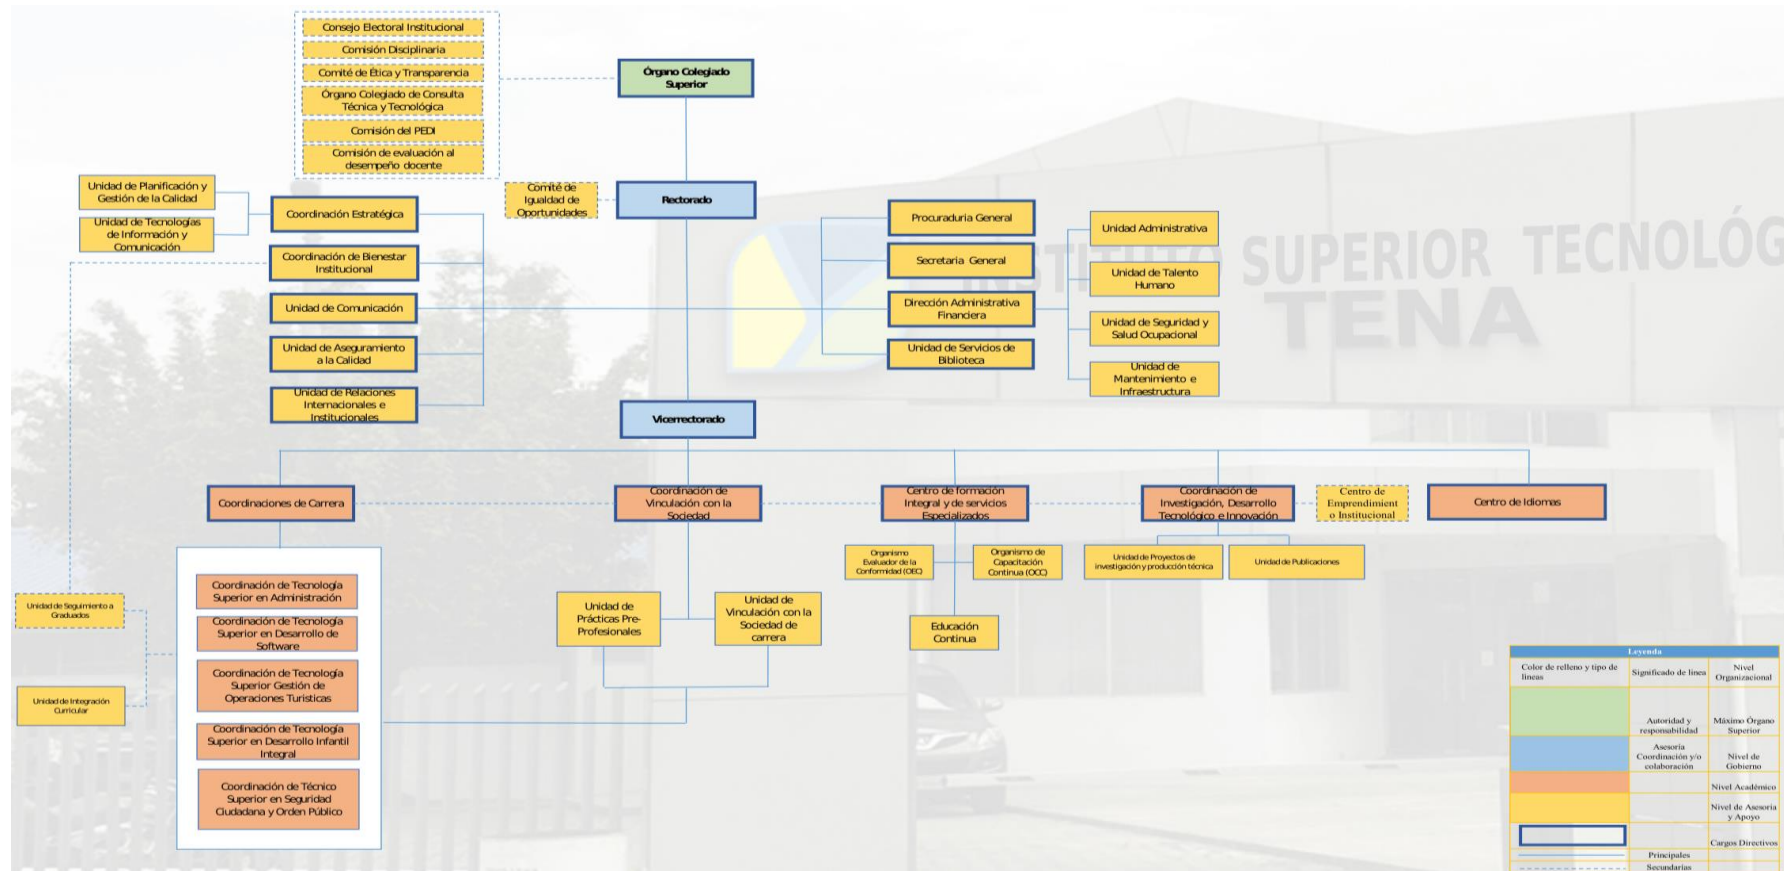 Consejo Electoral Institucional
Comisión Disciplinaria
Comité de Ética y Transparencia
Órgano Colegiado de Consulta
Técnica y Tecnológica
Comisión del PEDI
Comisión de evaluación al
desempeño docente
Órgano Colegiado
Superior
Comité de
Igualdad de
Oportunidades
Rectorado
Unidad de Planificación y
Gestión de la Calidad
Unidad de Tecnologías
de Información y
Comunicación
Coordinación Estratégica
Coordinación de Bienestar
Institucional
Unidad de Comunicación
Unidad de Aseguramiento
a la Calidad
Unidad de Relaciones
Internacionales e
Institucionales
Procuraduria General
Secretaria General
Dirección Administrativa
Financiera
Unidad de Servicios de
Biblioteca
Unidad Administrativa
Unidad de Talento
Humano
Unidad de Seguridad y
Salud Ocupacional
Unidad de
Mantenimiento e
Infraestructura
INSTITUTO SUPERIOR TECNOLÓG
TENA
Vicerrectorado
Coordinaciones de Carrera
Coordinación de
Vinculación con la
Sociedad
Centro de formación
Integral y de servicios
Especializados
Coordinación de
Investigación, Desarrollo
Tecnológico e Innovación
Centro de
Emprendimient
o Institucional
Centro de Idiomas
Organismo
Evaluador de la
Conformidad (OEC)
Organismo de
Capacitación
Continua (OCC)
Unidad de Proyectos de
investigación y producción técnica
Unidad de Publicaciones
Coordinación de Tecnología
Superior en Administración
Coordinación de Tecnología
Superior en Desarrollo de
Software
Coordinación de Tecnología
Superior Gestión de
Operaciones Turisticas
Coordinación de Tecnología
Superior en Desarrollo Infantil
Integral
Coordinación de Técnico
Superior en Seguridad
Ciudadana y Orden Público
Unidad de Seguimiento a
Graduados
Unidad de Integración
Curricular
Unidad de
Prácticas Pre-
Profesionales
Unidad de
Vinculación con la
Sociedad de
carrera
Educación
Continua
Leyenda
Color de relleno y tipo de
lineas
Significado de linea
Nivel
Organizacional
Autoridad y
responsabilidad
Máximo Órgano
Superior
Asesoria
Coordinación y/o
colaboración
Nivel de
Gobierno
Nivel Académico
Nivel de Asesoria
y Apoyo
Cargos Directivos
Principales
Secundarias